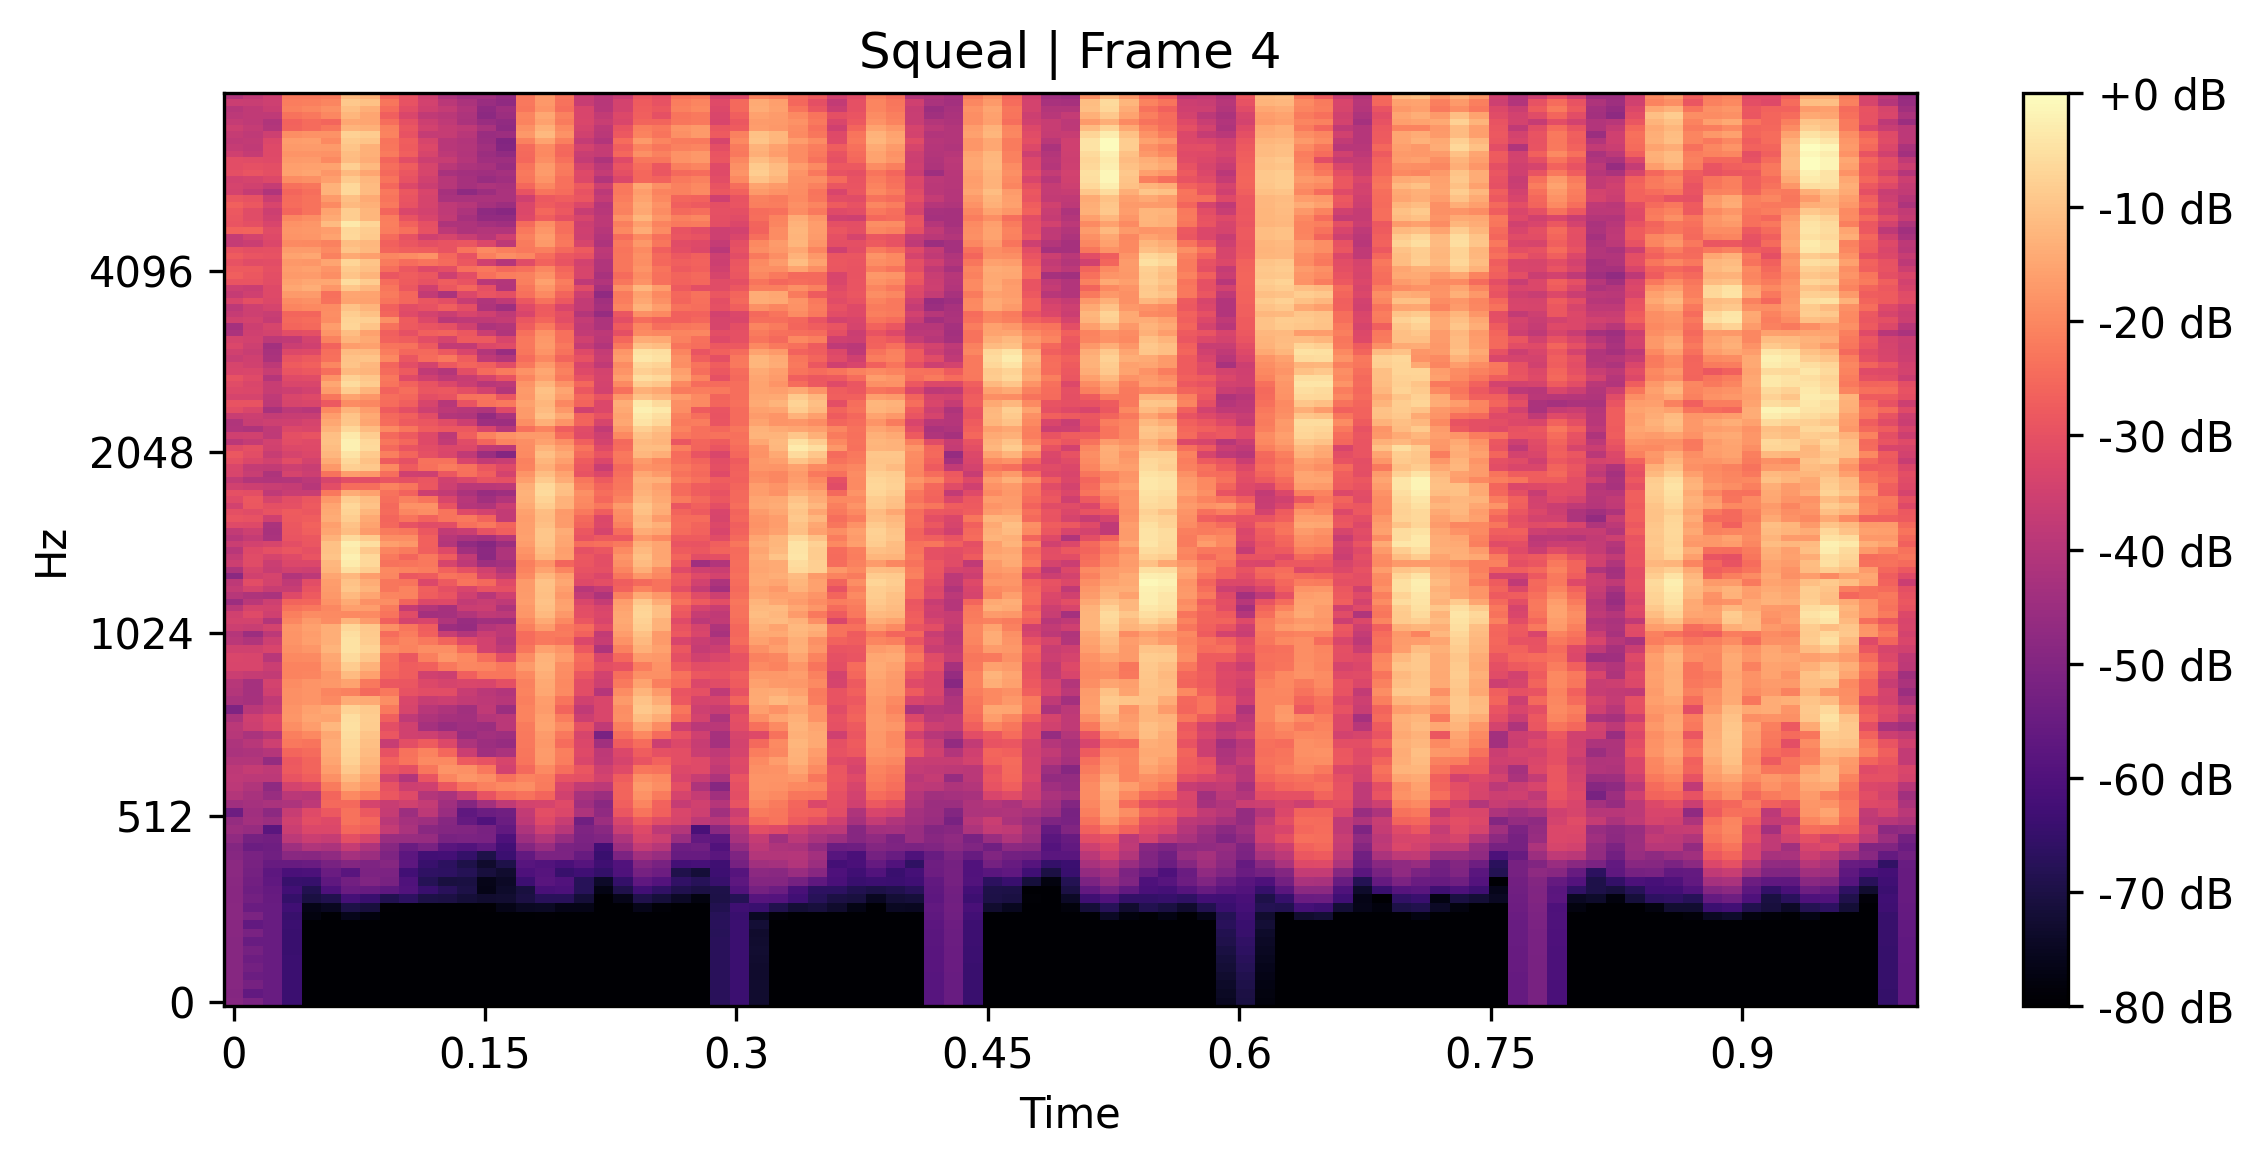 Squeal | Frame 4
Hz
4096
2048
1024
512
0
0 0.15 0.3 0.45 0.6 0.75 0.9
Time
+0 dB
-10 dB
-20 dB
-30 dB
-40 dB
-50 dB
-60 dB
-70 dB
-80 dB